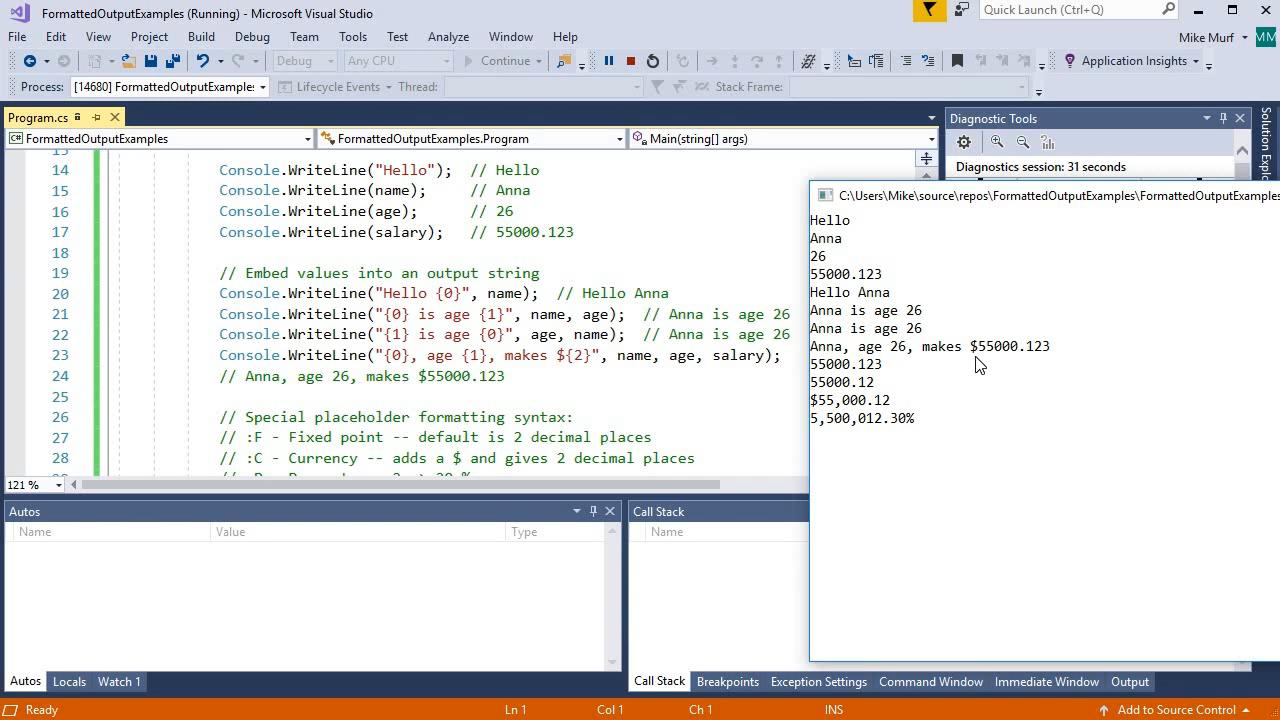 FormattedOutputExamples (Running) - Microsoft Visual Studio
Quick Launch (Ctrl+Q)
File Edit View Project Build Debug Team Tools Test Analyze Window Help
Mike Murf MM
Debug Any CPU Continue Application Insights
Process: [14680] FormattedOutputExample: Lifecycle Events Thread: Stack Frame:
Program.cs
FormattedOutputExamples FormattedOutputExamples.Program Main(string[] args)
14 Console.WriteLine("Hello"); // Hello
15 Console.WriteLine(name); // Anna
16 Console.WriteLine(age); // 26
17 Console.WriteLine(salary); // 55000.123
18
19 // Embed values into an output string
20 Console.WriteLine("Hello {0}", name); // Hello Anna
21 Console.WriteLine("{0} is age {1}", name, age); // Anna is age 26
22 Console.WriteLine("{1} is age {0}", age, name); // Anna is age 26
23 Console.WriteLine("{0}, age {1}, makes ${2}", name, age, salary);
24 // Anna, age 26, makes $55000.123
25
26 // Special placeholder formatting syntax:
27 // :F - Fixed point -- default is 2 decimal places
28 // :C - Currency -- adds a $ and gives 2 decimal places
121 %
Diagnostic Tools
Diagnostics session: 31 seconds
Solution Explo
C:\Users\Mike\source\repos\FormattedOutputExamples\FormattedOutputExamples
Hello
Anna
26
55000.123
Hello Anna
Anna is age 26
Anna is age 26
Anna, age 26, makes $55000.123
55000.123
55000.12
$55,000.12
5,500,012.30%
Autos
Name Value Type
Call Stack
Name
Autos Locals Watch 1
Call Stack Breakpoints Exception Settings Command Window Immediate Window Output
Ready Ln 1 Col 1 Ch 1 INS Add to Source Control